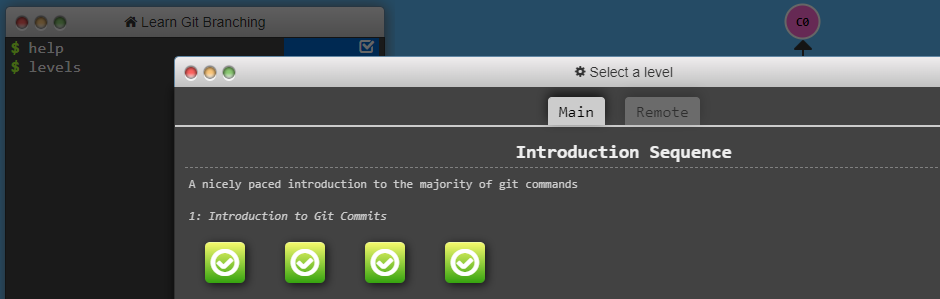 Learn Git Branching
$ help
$ levels
C0
Select a level
Main
Remote
Introduction Sequence
A nicely paced introduction to the majority of git commands
1: Introduction to Git Commits